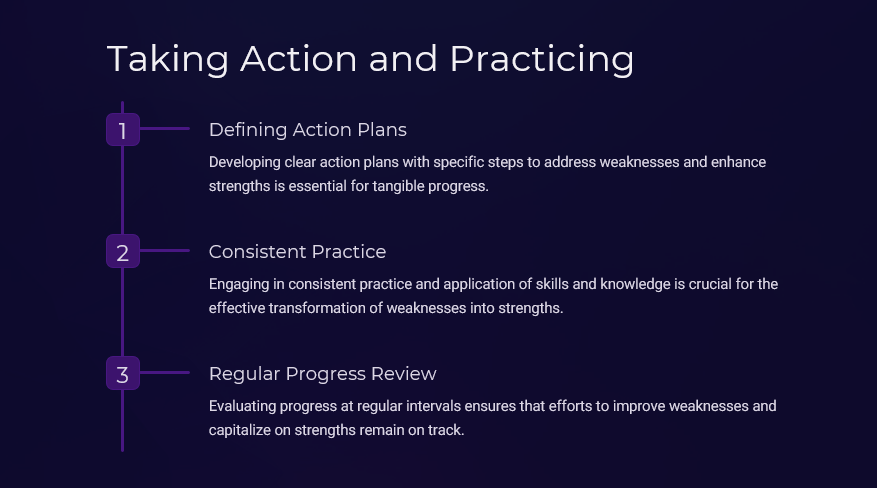 Taking Action and Practicing
1
Defining Action Plans
Developing clear action plans with specific steps to address weaknesses and enhance
strengths is essential for tangible progress.
2
Consistent Practice
Engaging in consistent practice and application of skills and knowledge is crucial for the
effective transformation of weaknesses into strengths.
3
Regular Progress Review
Evaluating progress at regular intervals ensures that efforts to improve weaknesses and
capitalize on strengths remain on track.